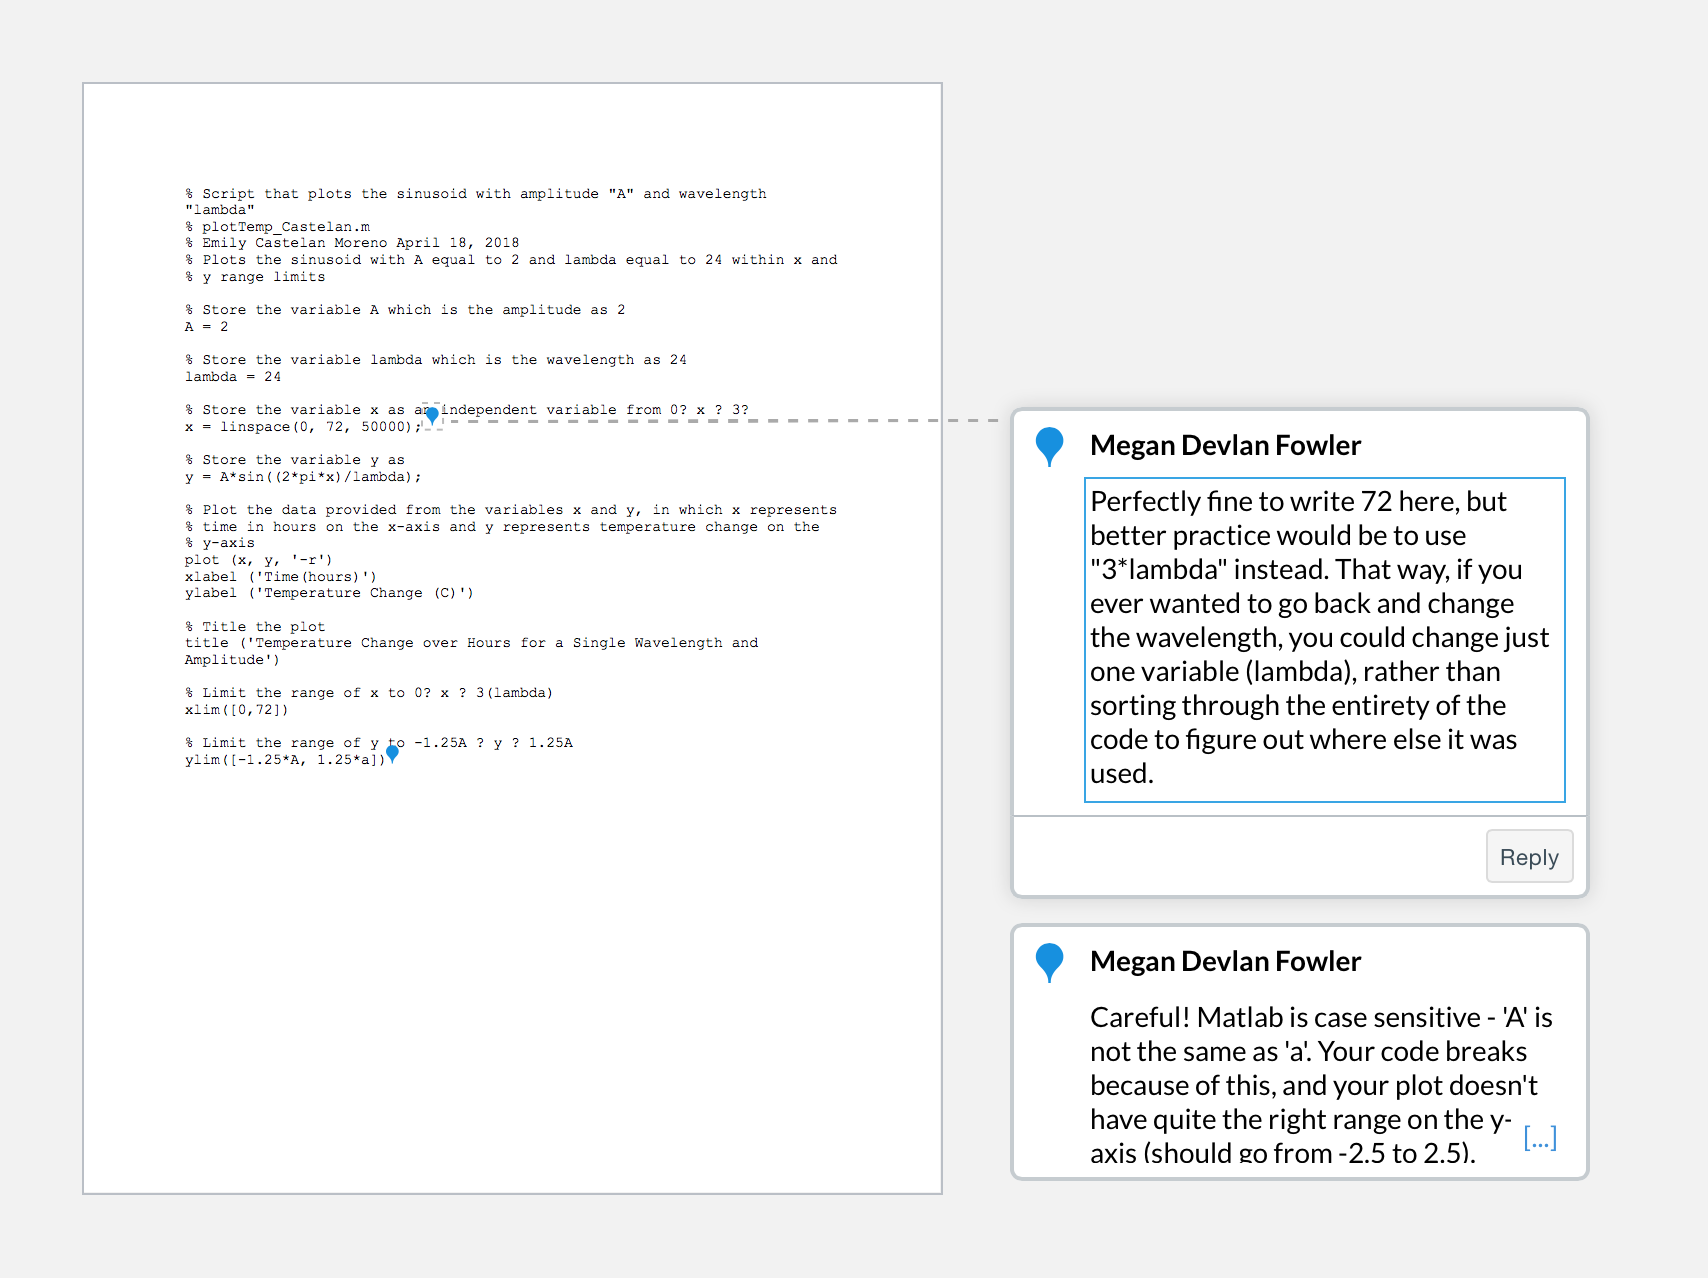 % Script that plots the sinusoid with amplitude "A" and wavelength
"lambda"
% plotTemp_Castelan.m
% Emily Castelan Moreno April 18, 2018
% Plots the sinusoid with A equal to 2 and lambda equal to 24 within x and
% y range limits
% Store the variable A which is the amplitude as 2
A = 2
% Store the variable lambda which is the wavelength as 24
lambda = 24
% Store the variable x as an independent variable from 0? x ? 3?
x = linspace(0, 72, 50000);
% Store the variable y as
y = A*sin((2*pi*x)/lambda);
% Plot the data provided from the variables x and y, in which x represents
% time in hours on the x-axis and y represents temperature change on the
% y-axis
plot (x, y, '-r')
xlabel ('Time(hours)')
ylabel ('Temperature Change (C)')
% Title the plot
title ('Temperature Change over Hours for a Single Wavelength and
Amplitude')
% Limit the range of x to 0? x ? 3(lambda)
xlim([0,72])
% Limit the range of y to -1.25A ? y ? 1.25A
ylim([-1.25*A, 1.25*a])
Megan Devlan Fowler
Perfectly fine to write 72 here, but
better practice would be to use
"3*lambda" instead. That way, if you
ever wanted to go back and change
the wavelength, you could change just
one variable (lambda), rather than
sorting through the entirety of the
code to figure out where else it was
used.
Reply
Megan Devlan Fowler
Careful! Matlab is case sensitive - 'A' is
not the same as 'a'. Your code breaks
because of this, and your plot doesn't
have quite the right range on the y-
axis (should go from -2.5 to 2.5).
[...]